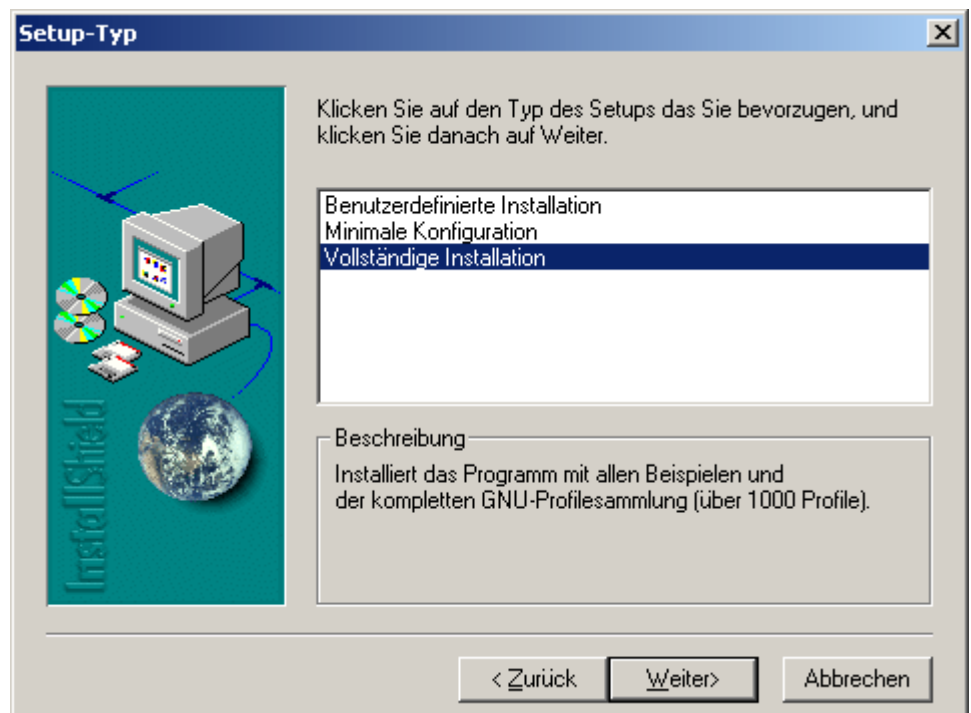 Setup-Typ
Klicken Sie auf den Typ des Setups das Sie bevorzugen, und
klicken Sie danach auf Weiter.
Benutzerdefinierte Installation
Minimale Konfiguration
Vollständige Installation
Beschreibung
Installiert das Programm mit allen Beispielen und
der kompletten GNU-Profilesammlung (über 1000 Profile).
InstallShield
< Zurück
Weiter>
Abbrechen